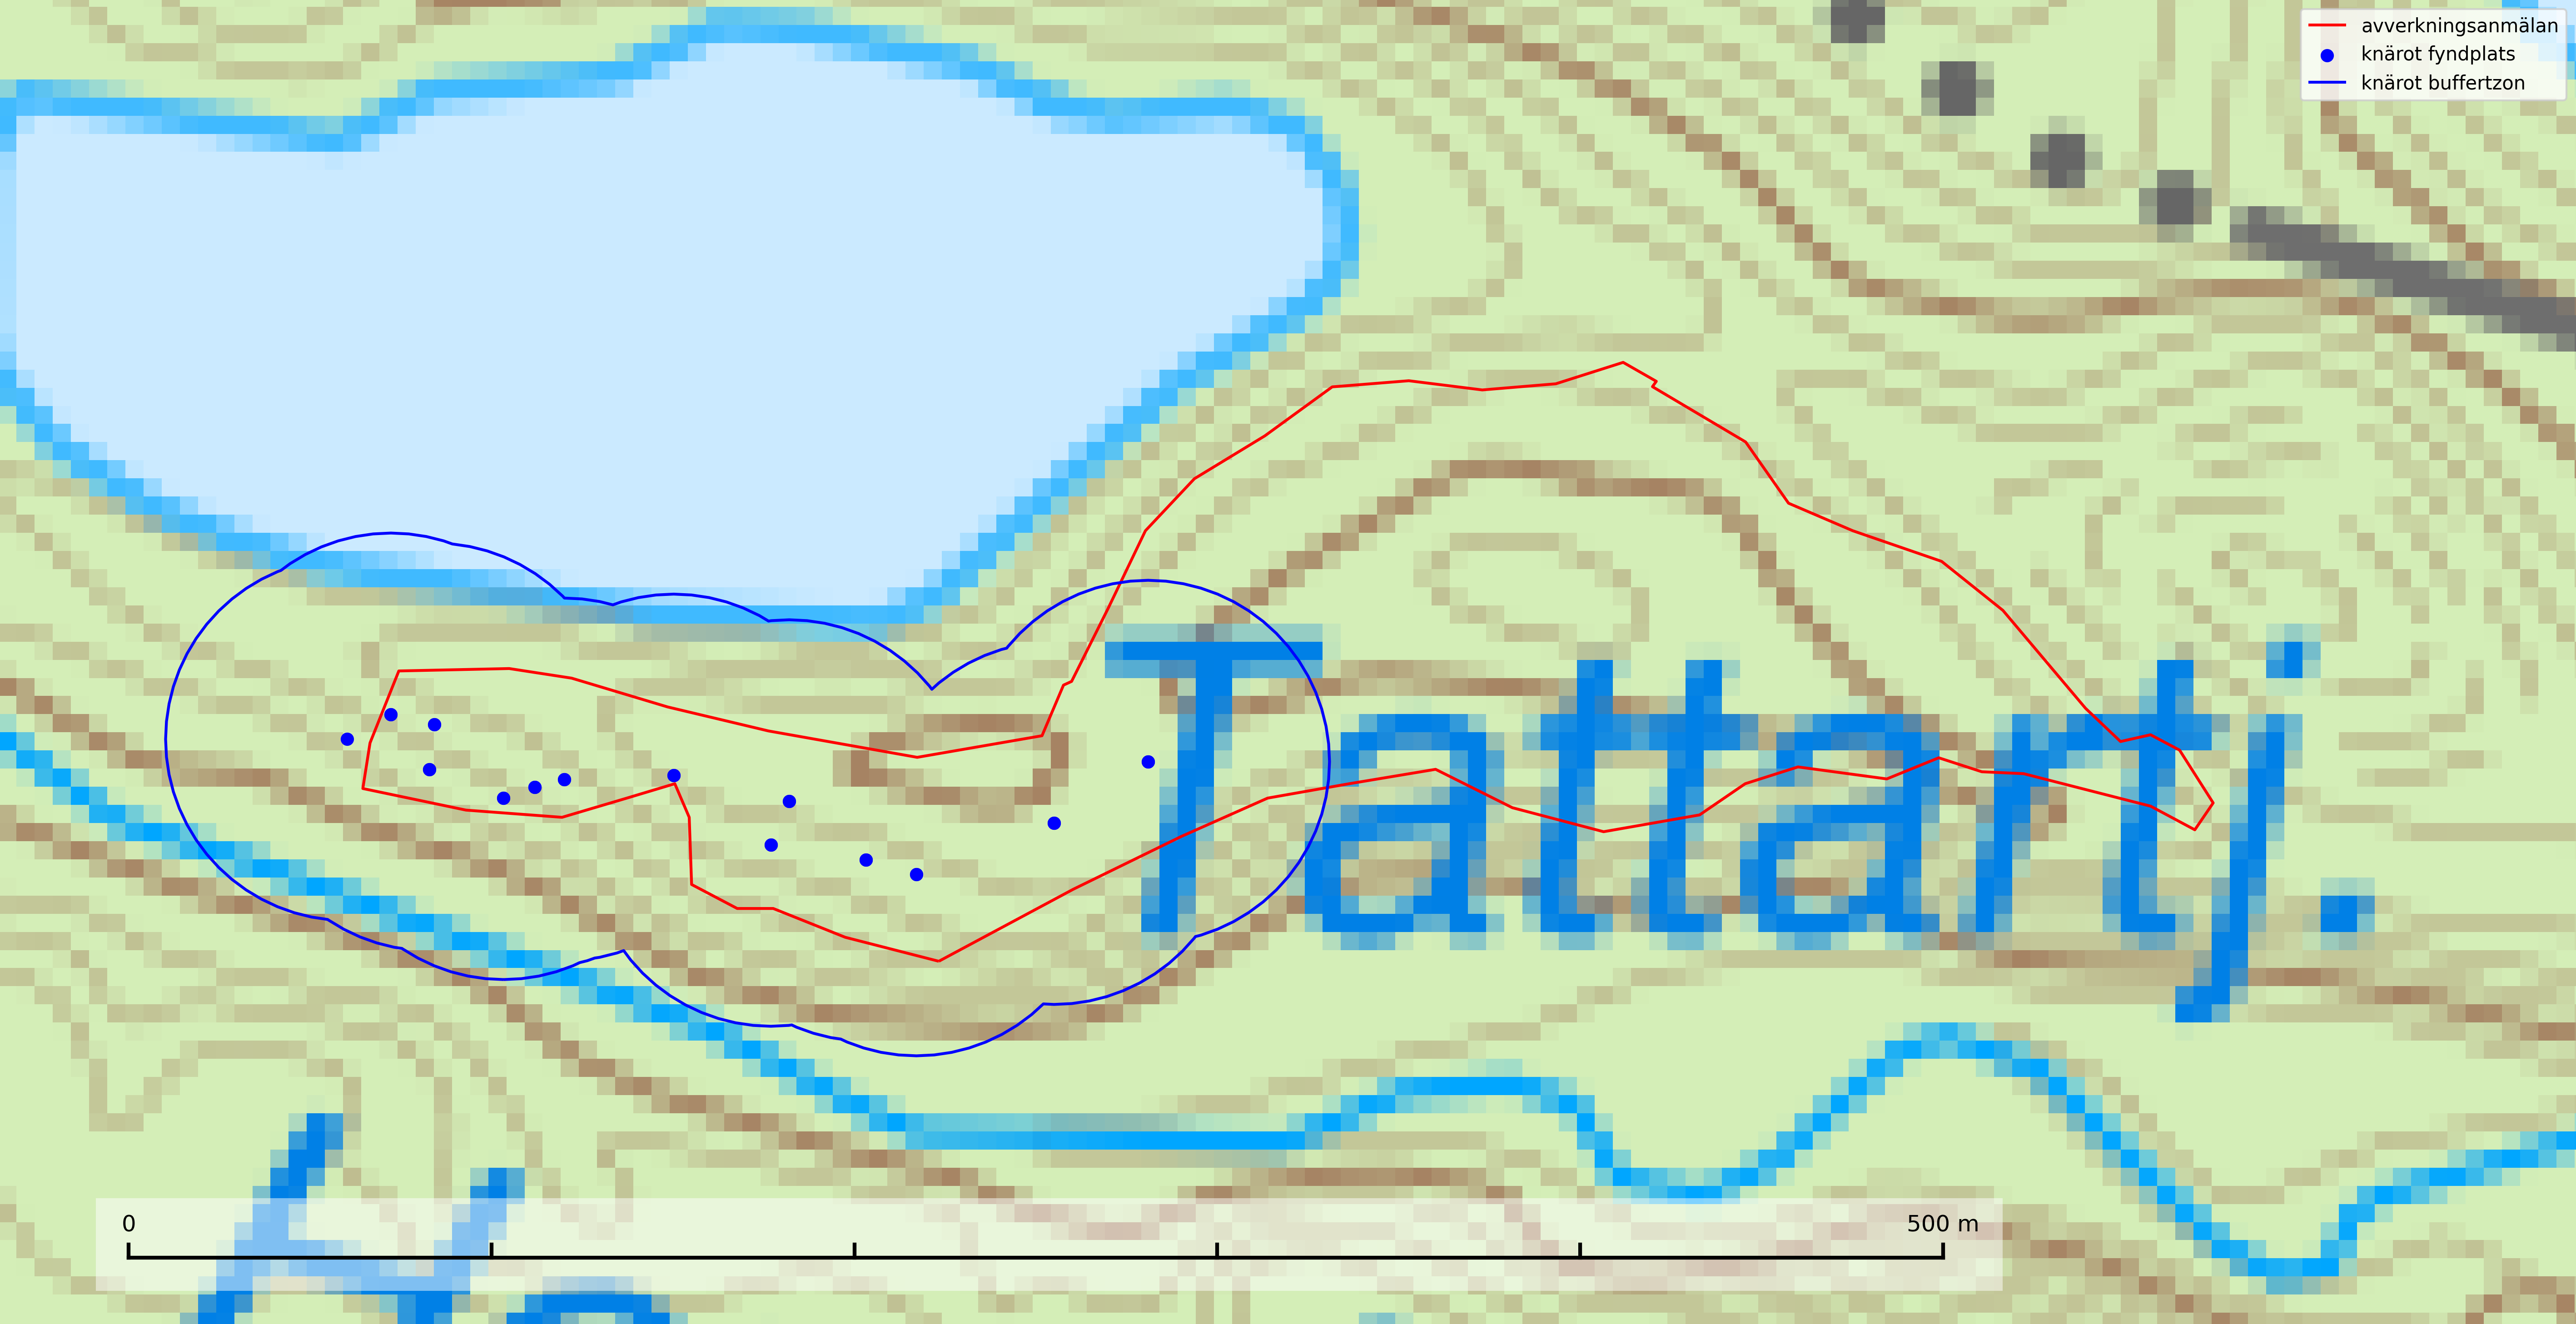 avverkningsanmälan
knärot fyndplats
knärot buffertzon
Tattartj.
0 500 m